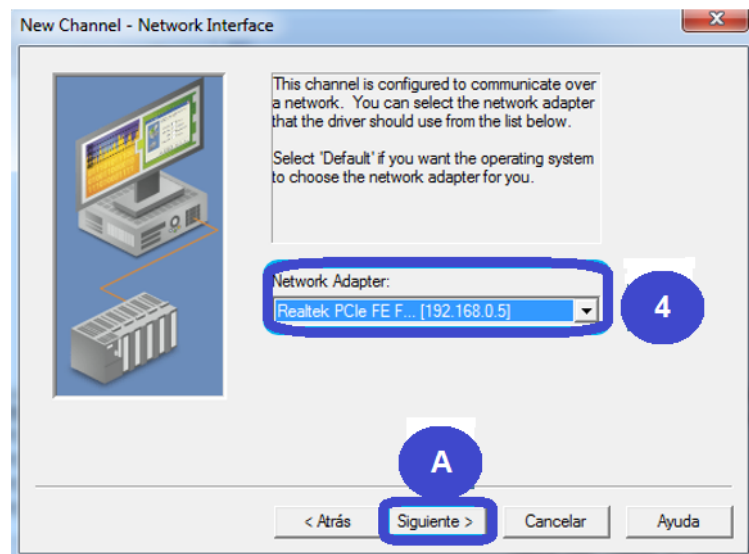 New Channel - Network Interface
This channel is configured to communicate over
a network. You can select the network adapter
that the driver should use from the list below.
Select 'Default' if you want the operating system
to choose the network adapter for you.
Network Adapter:
Realtek PCIe FE F... [192.168.0.5]
4
A
< Atrás
Siguiente >
Cancelar
Ayuda